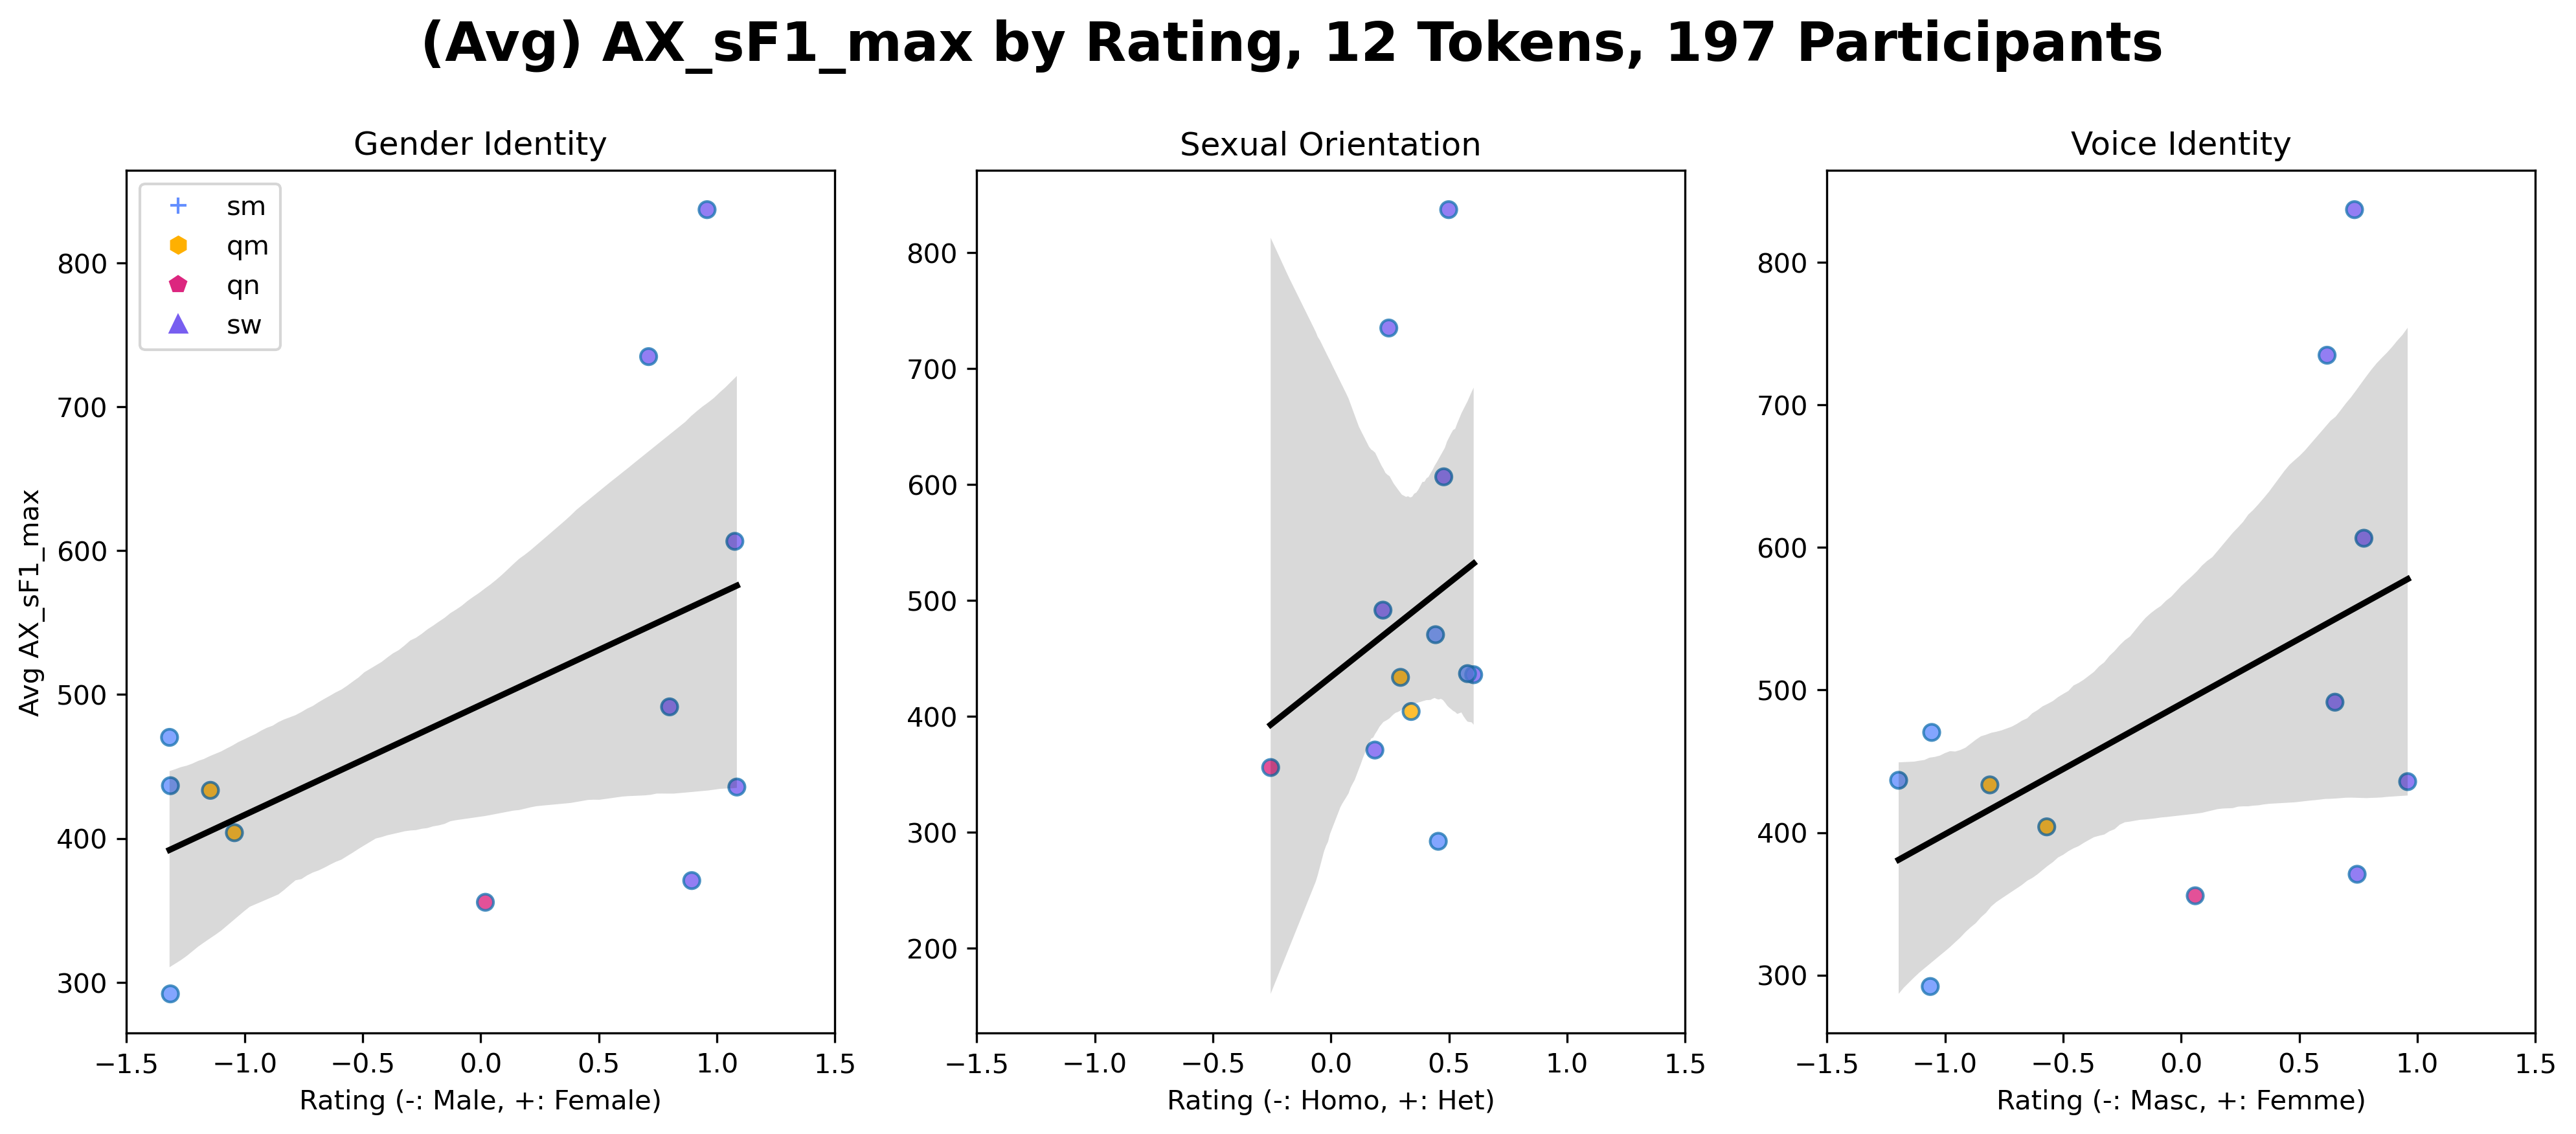 (Avg) AX_sF1_max by Rating, 12 Tokens, 197 Participants
Gender Identity
sm
qm
qn
sw
Avg AX_sF1_max
800
700
600
500
400
300
−1.5 −1.0 −0.5 0.0 0.5 1.0 1.5
Rating (-: Male, +: Female)
Sexual Orientation
800
700
600
500
400
300
200
−1.5 −1.0 −0.5 0.0 0.5 1.0 1.5
Rating (-: Homo, +: Het)
Voice Identity
800
700
600
500
400
300
−1.5 −1.0 −0.5 0.0 0.5 1.0 1.5
Rating (-: Masc, +: Femme)